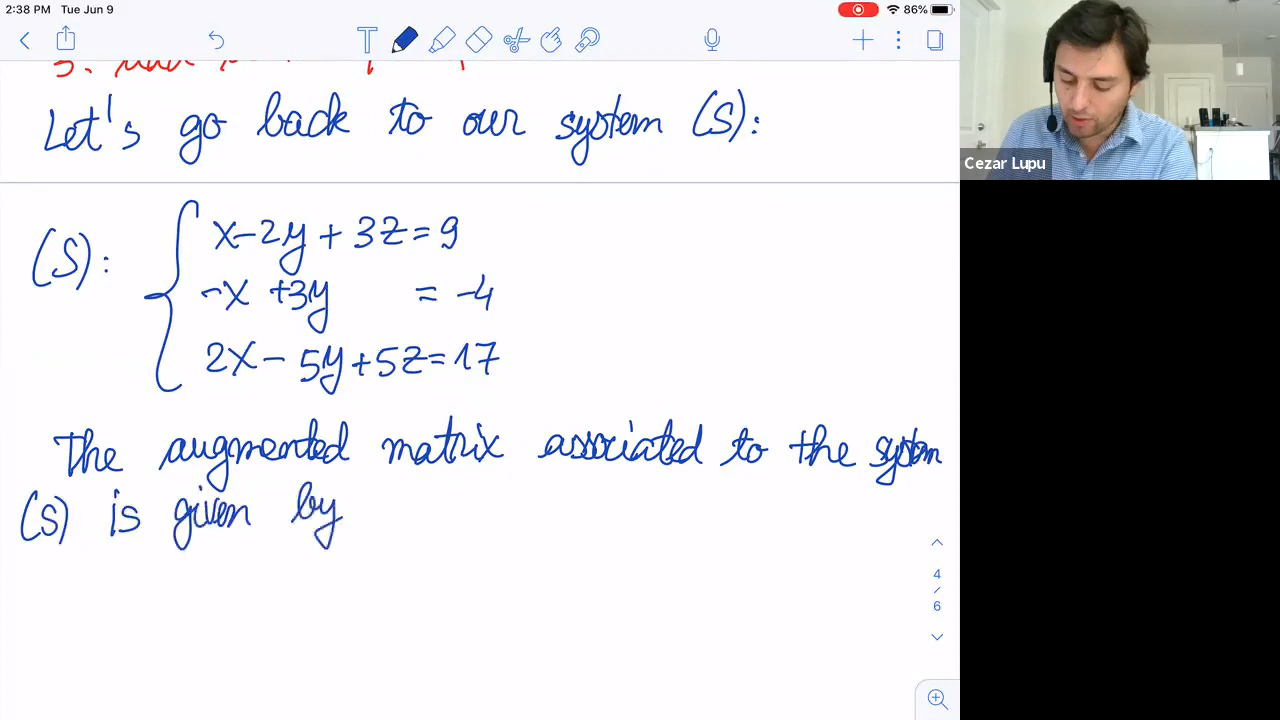 2:38 PM Tue Jun 9
86%
Let's go back to our system (S):
(S):
x-2y+3z=9
-x +3y = -4
2x-5y+5z=17
The augmented matrix associated to the system
(S) is given by
Cezar Lupu
4
/
6